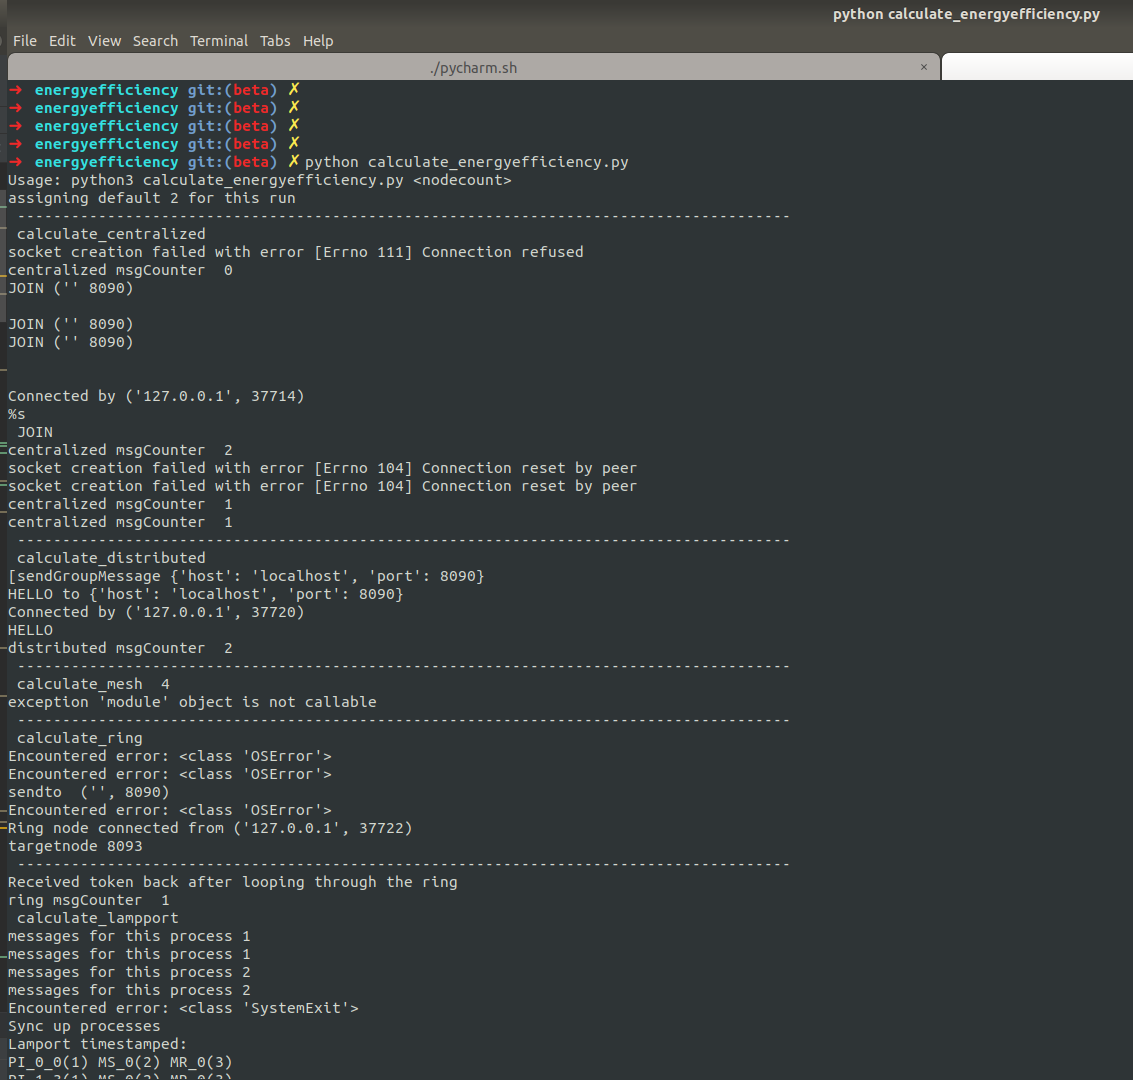 python calculate_energyefficiency.py
File Edit View Search Terminal Tabs Help
./pycharm.sh ×
➜ energyefficiency git:(beta) ✗
➜ energyefficiency git:(beta) ✗
➜ energyefficiency git:(beta) ✗
➜ energyefficiency git:(beta) ✗
➜ energyefficiency git:(beta) ✗ python calculate_energyefficiency.py
Usage: python3 calculate_energyefficiency.py <nodecount>
assigning default 2 for this run
--------------------------------------------------------------------------------------
calculate_centralized
socket creation failed with error [Errno 111] Connection refused
centralized msgCounter  0
JOIN ('' 8090)
JOIN ('' 8090)
JOIN ('' 8090)
Connected by ('127.0.0.1', 37714)
%s
JOIN
centralized msgCounter  2
socket creation failed with error [Errno 104] Connection reset by peer
socket creation failed with error [Errno 104] Connection reset by peer
centralized msgCounter  1
centralized msgCounter  1
--------------------------------------------------------------------------------------
calculate_distributed
[sendGroupMessage {'host': 'localhost', 'port': 8090}
HELLO to {'host': 'localhost', 'port': 8090}
Connected by ('127.0.0.1', 37720)
HELLO
distributed msgCounter  2
--------------------------------------------------------------------------------------
calculate_mesh  4
exception 'module' object is not callable
--------------------------------------------------------------------------------------
calculate_ring
Encountered error: <class 'OSError'>
Encountered error: <class 'OSError'>
sendto  ('', 8090)
Encountered error: <class 'OSError'>
Ring node connected from ('127.0.0.1', 37722)
targetnode 8093
--------------------------------------------------------------------------------------
Received token back after looping through the ring
ring msgCounter  1
calculate_lampport
messages for this process 1
messages for this process 1
messages for this process 2
messages for this process 2
Encountered error: <class 'SystemExit'>
Sync up processes
Lamport timestamped:
PI_0_0(1) MS_0(2) MR_0(3)